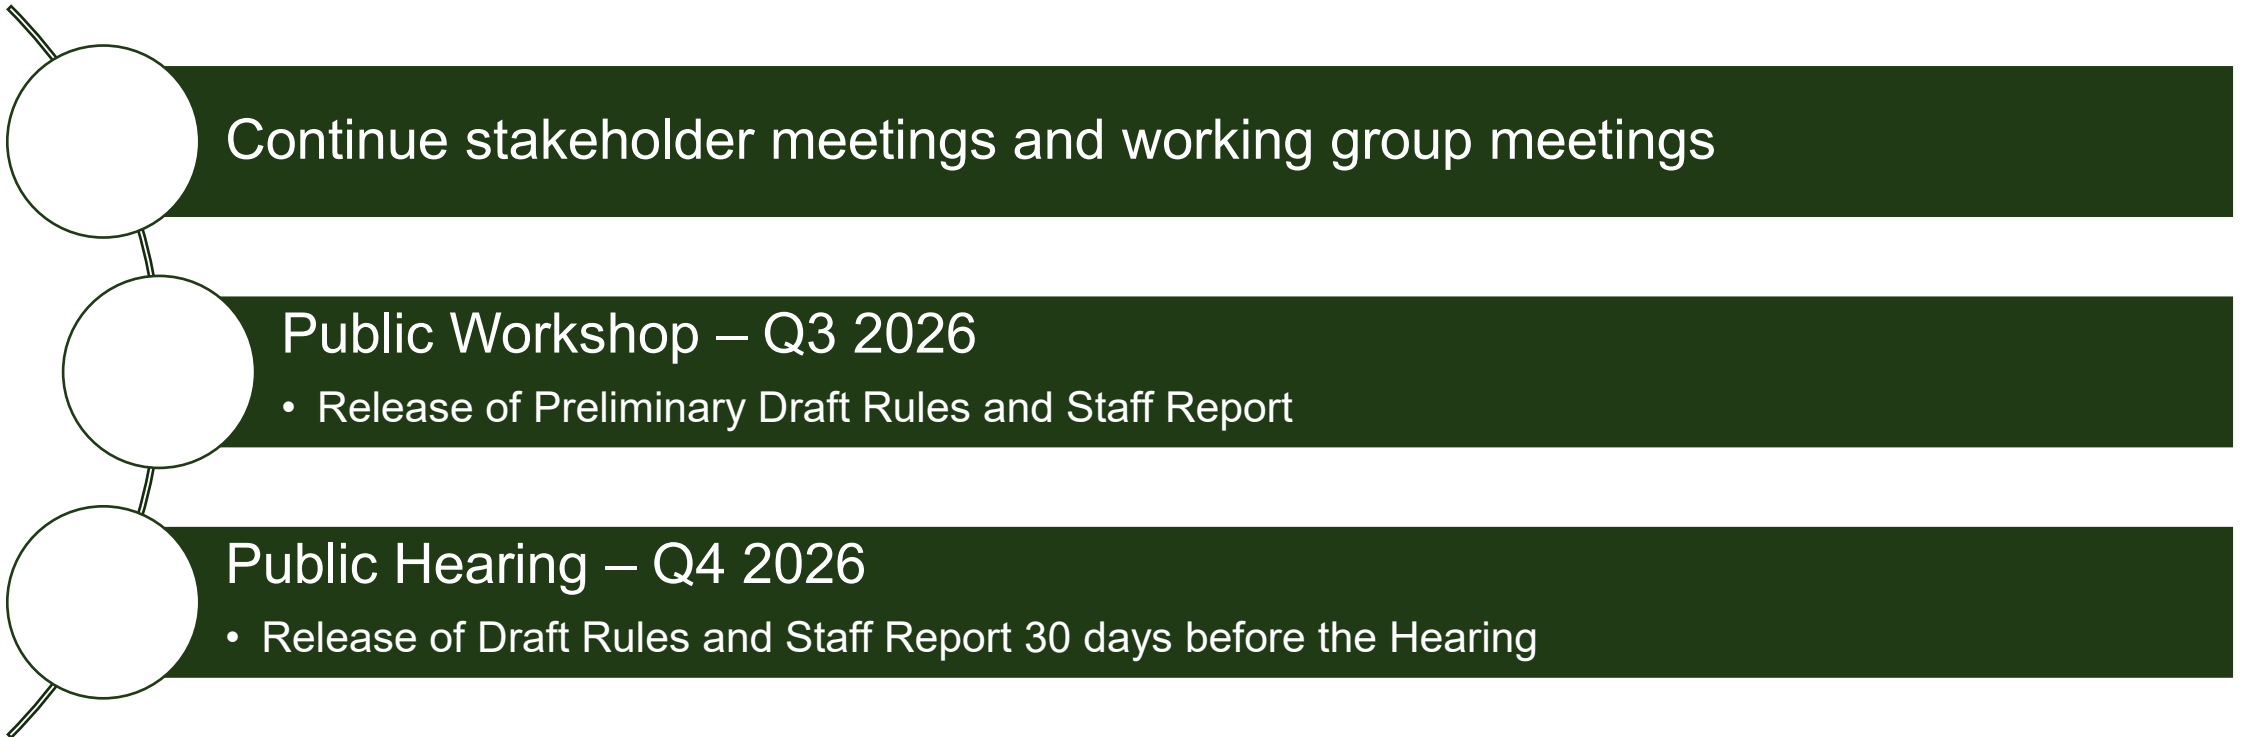 Continue stakeholder meetings and working group meetings
Public Workshop – Q3 2026
• Release of Preliminary Draft Rules and Staff Report
Public Hearing – Q4 2026
• Release of Draft Rules and Staff Report 30 days before the Hearing